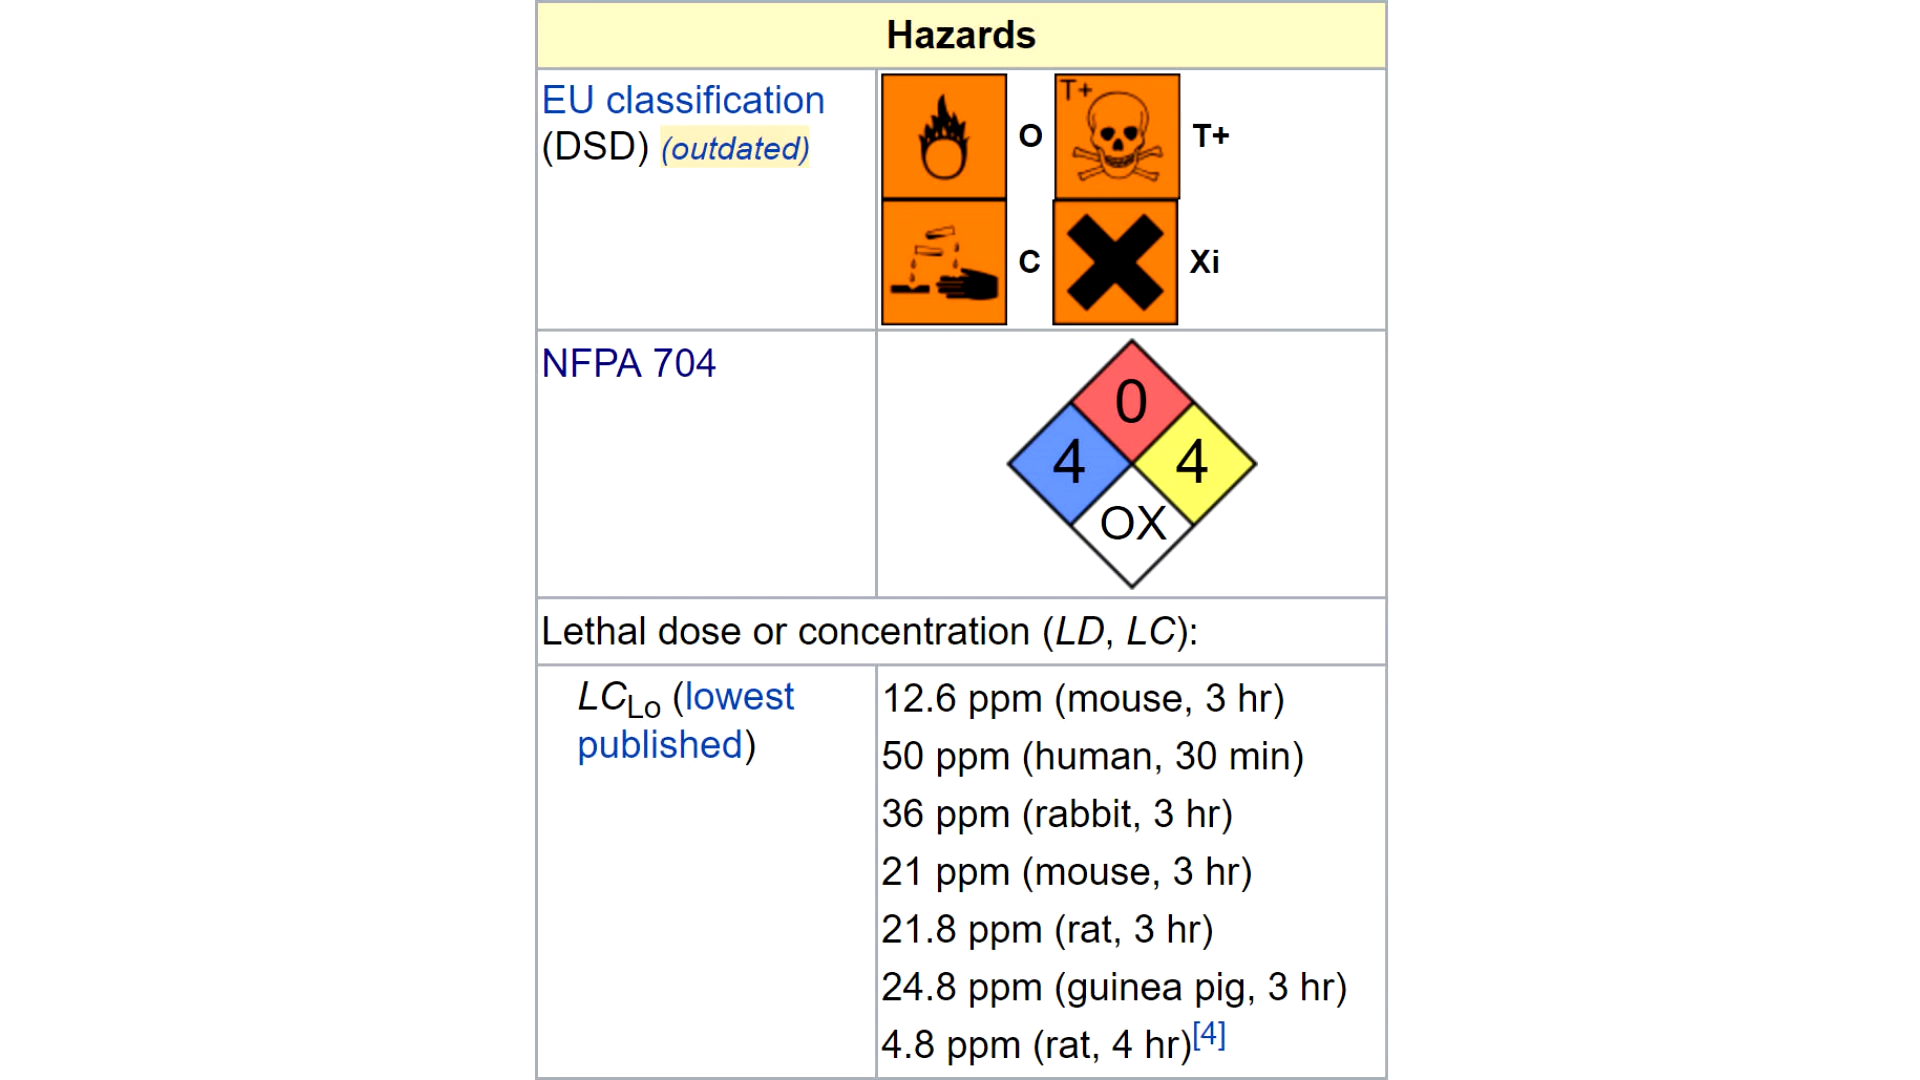 Hazards
EU classification
(DSD) (outdated)
O
T+
T+
C
Xi
NFPA 704
0
4
4
OX
Lethal dose or concentration (LD, LC):
LCLo (lowest
published)
12.6 ppm (mouse, 3 hr)
50 ppm (human, 30 min)
36 ppm (rabbit, 3 hr)
21 ppm (mouse, 3 hr)
21.8 ppm (rat, 3 hr)
24.8 ppm (guinea pig, 3 hr)
4.8 ppm (rat, 4 hr)[4]